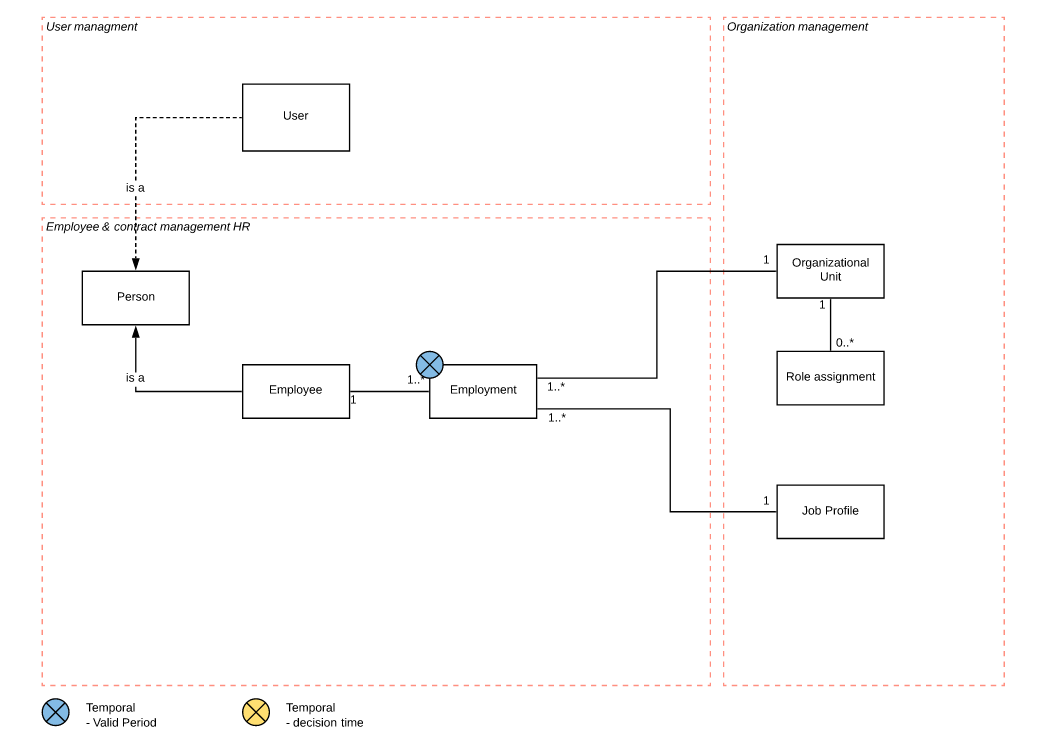 User managment
Organization management
User
is a
Employee & contract management HR
Person
1
Organizational
Unit
1
0..*
Role assignment
is a
Employee
1
1..*
Employment
1..*
1..*
1
Job Profile
Temporal
- Valid Period
Temporal
- decision time